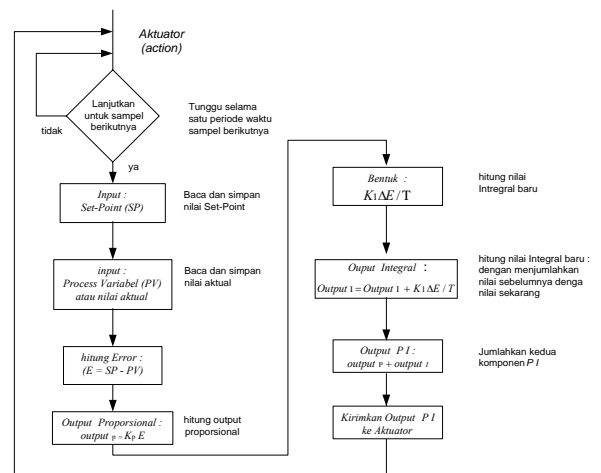 Aktuator
(action)
Lanjutkan
untuk sampel
berikutnya
tidak
ya
Tunggu selama
satu periode waktu
sampel berikutnya
Input :
Set-Point (SP)
Baca dan simpan
nilai Set-Point
input :
Process Variabel (PV)
atau nilai aktual
Baca dan simpan
nilai aktual
hitung Error :
(E = SP - PV)
Output Proporsional :
output P = KP E
hitung output
proporsional
Bentuk :
K1ΔE / T
hitung nilai
Intregral baru
Ouput Integral :
Output 1 = Output 1 + K1ΔE / T
hitung nilai Integral baru :
dengan menjumlahkan
nilai sebelumnya denga
nilai sekarang
Output P I :
output P + output I
Jumlahkan kedua
komponen P I
Kirimkan Output P I
ke Aktuator